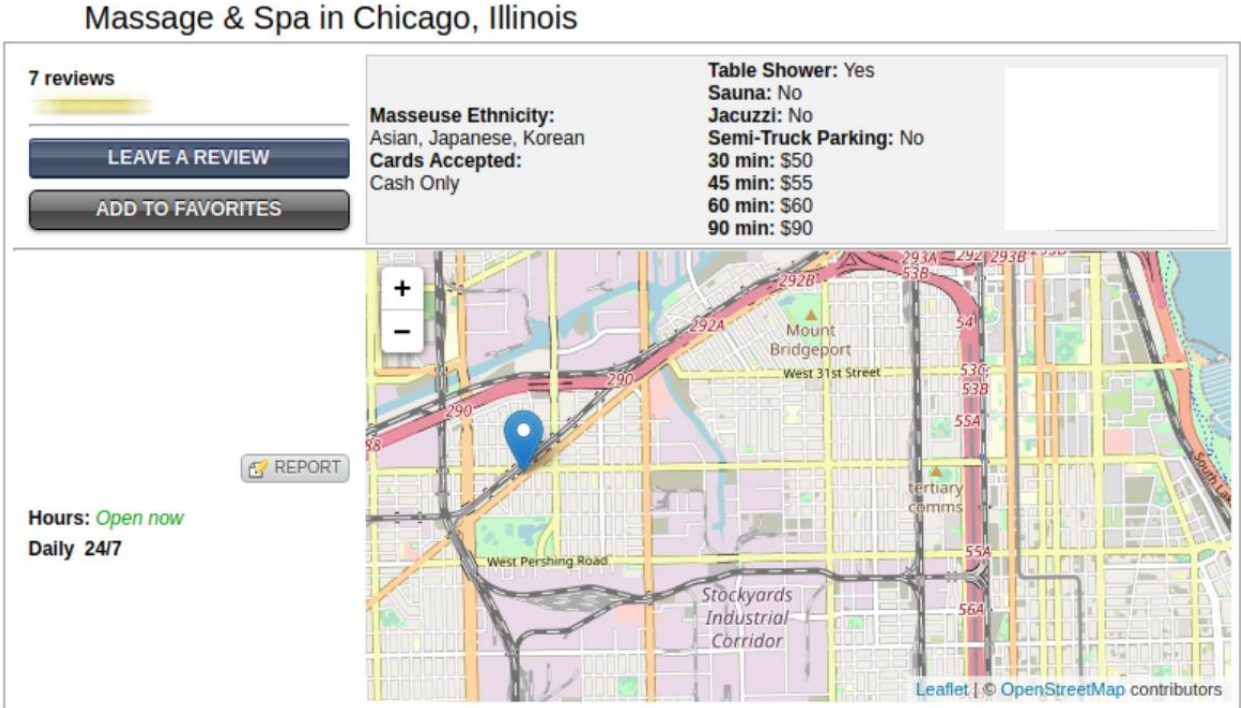 Massage & Spa in Chicago, Illinois
7 reviews
LEAVE A REVIEW
ADD TO FAVORITES
Masseuse Ethnicity:
Asian, Japanese, Korean
Cards Accepted:
Cash Only
Table Shower: Yes
Sauna: No
Jacuzzi: No
Semi-Truck Parking: No
30 min: $50
45 min: $55
60 min: $60
90 min: $90
REPORT
Hours: Open now
Daily 24/7
+
−
293A
292
293B
53B
292B
292A
54
Mount
Bridgeport
West 31st Street
53C
53B
290
290
55A
88
tertiary
comms
South Lak
55A
West Pershing Road
Stockyards
Industrial
Corridor
56A
Leaflet | © OpenStreetMap contributors